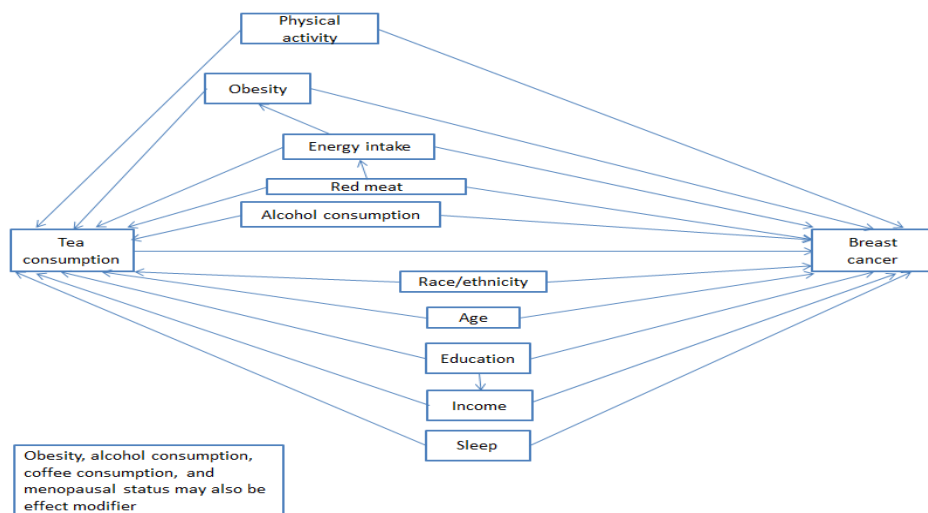 Physical
activity
Obesity
Energy intake
Red meat
Alcohol consumption
Tea
consumption
Breast
cancer
Race/ethnicity
Age
Education
Income
Sleep
Obesity, alcohol consumption,
coffee consumption, and
menopausal status may also be
effect modifier